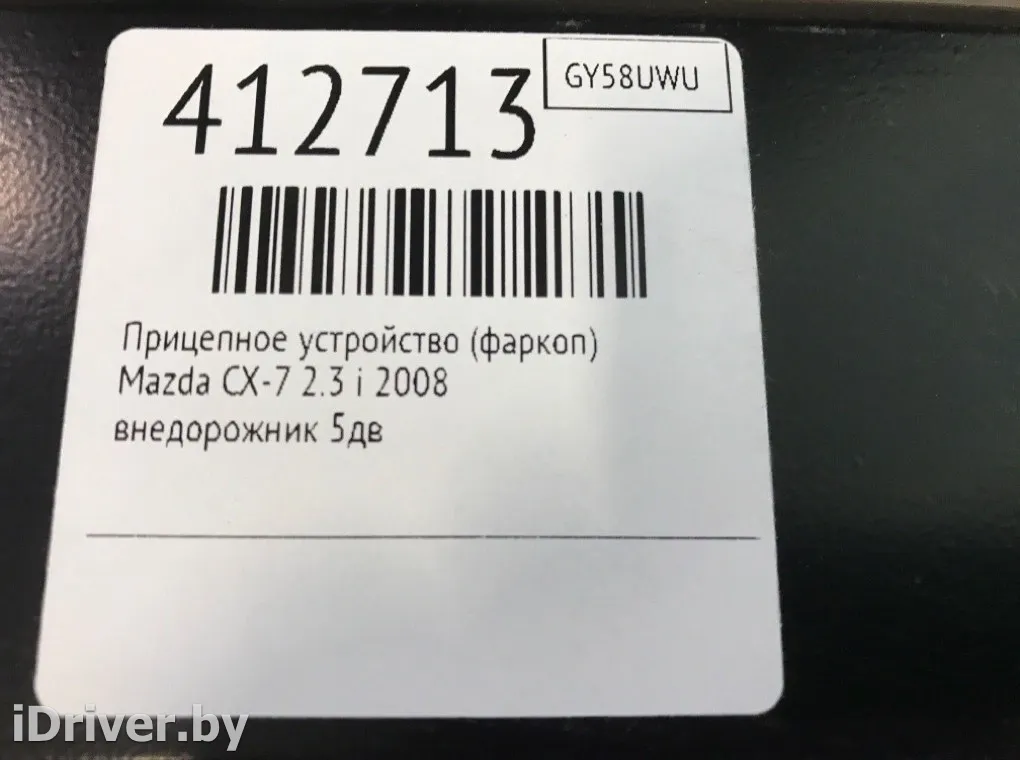 412713
GY58UWU
Прицепное устройство (фаркоп)
Mazda CX-7 2.3 i 2008
внедорожник 5дв
iDriver.by